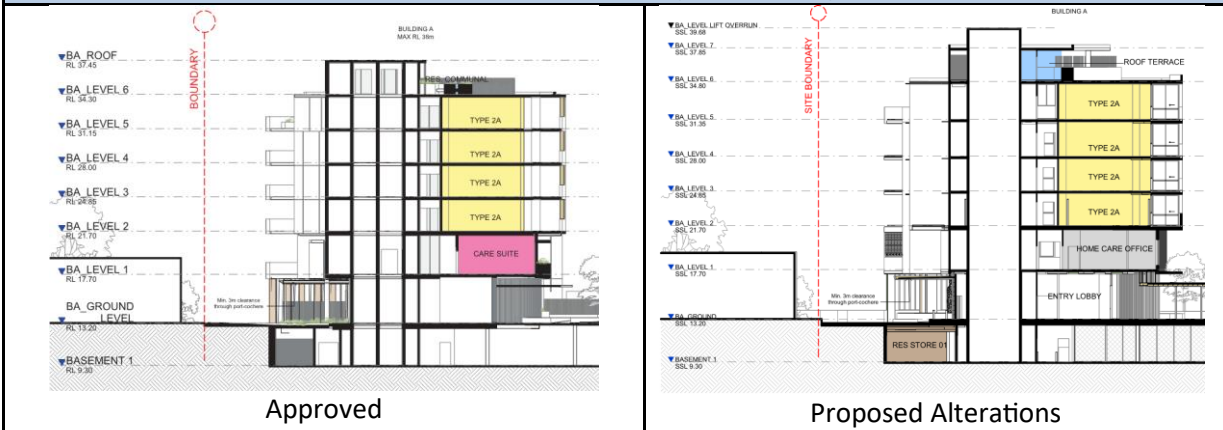 BUILDING A
MAX RL 38m
BOUNDARY
BA_ROOF
RL 37.45
RES. COMMUNAL
BA_LEVEL 6
RL 34.30
TYPE 2A
BA_LEVEL 5
RL 31.15
TYPE 2A
BA_LEVEL 4
RL 28.00
TYPE 2A
BA_LEVEL 3
RL 24.85
TYPE 2A
BA_LEVEL 2
RL 21.70
CARE SUITE
BA_LEVEL 1
RL 17.70
Min. 3m clearance
through port-cochere
BA_GROUND
LEVEL
RL 13.20
BASEMENT 1
RL 9.30
Approved
BUILDING A
SITE BOUNDARY
BA_LEVEL LIFT OVERRUN
SSL 39.68
BA_LEVEL 7
SSL 37.85
ROOF TERRACE
BA_LEVEL 6
SSL 34.80
TYPE 2A
BA_LEVEL 5
SSL 31.35
TYPE 2A
BA_LEVEL 4
SSL 28.00
TYPE 2A
BA_LEVEL 3
SSL 24.85
TYPE 2A
BA_LEVEL 2
SSL 21.70
HOME CARE OFFICE
BA_LEVEL 1
SSL 17.70
Min. 3m clearance
through port-cochere
ENTRY LOBBY
BA_GROUND
SSL 13.20
RES STORE 01
BASEMENT 1
SSL 9.30
Proposed Alterations